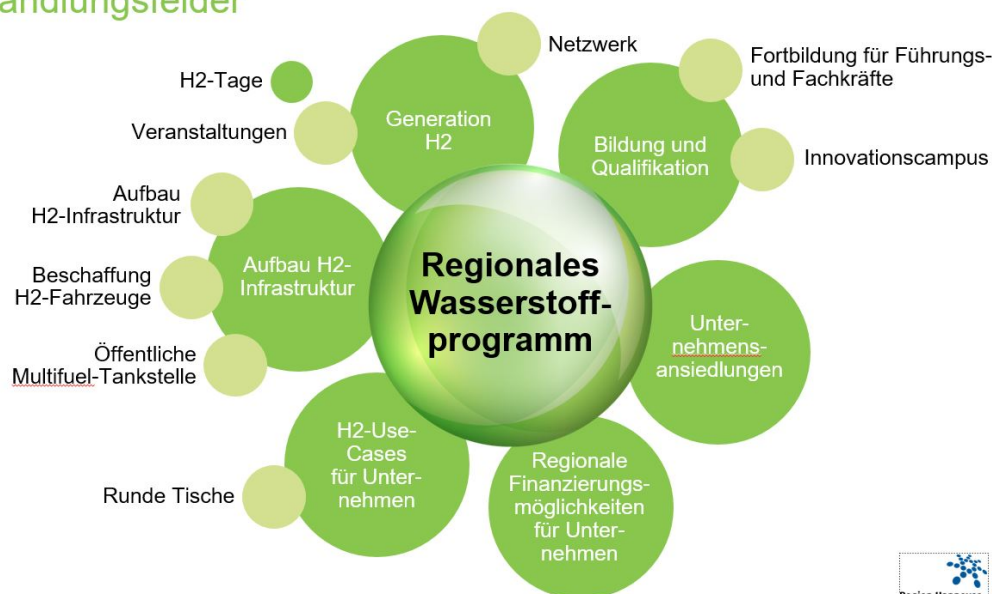 Netzwerk
Fortbildung für Führungs-
und Fachkräfte
H2-Tage
Generation
H2
Veranstaltungen
Bildung und
Qualifikation
Innovationscampus
Aufbau
H2-Infrastruktur
Aufbau H2-
Infrastruktur
Beschaffung
H2-Fahrzeuge
Regionales
Wasserstoff-
programm
Öffentliche
Multifuel-Tankstelle
Unter-
nehmens-
ansiedlungen
H2-Use-
Cases
für Unter-
nehmen
Runde Tische
Regionale
Finanzierungs-
möglichkeiten
für Unter-
nehmen